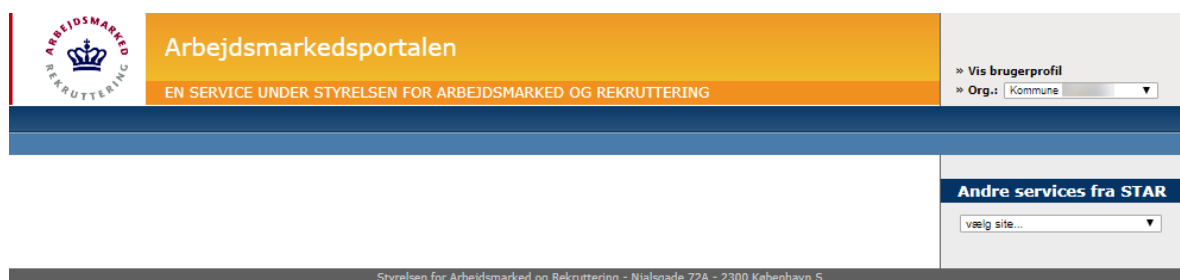 ARBEJDSMARKED
REKRUTTERING
Arbejdsmarkedsportalen
EN SERVICE UNDER STYRELSEN FOR ARBEJDSMARKED OG REKRUTTERING
» Vis brugerprofil
» Org.: Kommune
Andre services fra STAR
vælg site...
Styrelsen for Arbejdsmarked og Rekruttering - Njalsgade 72A - 2300 København S